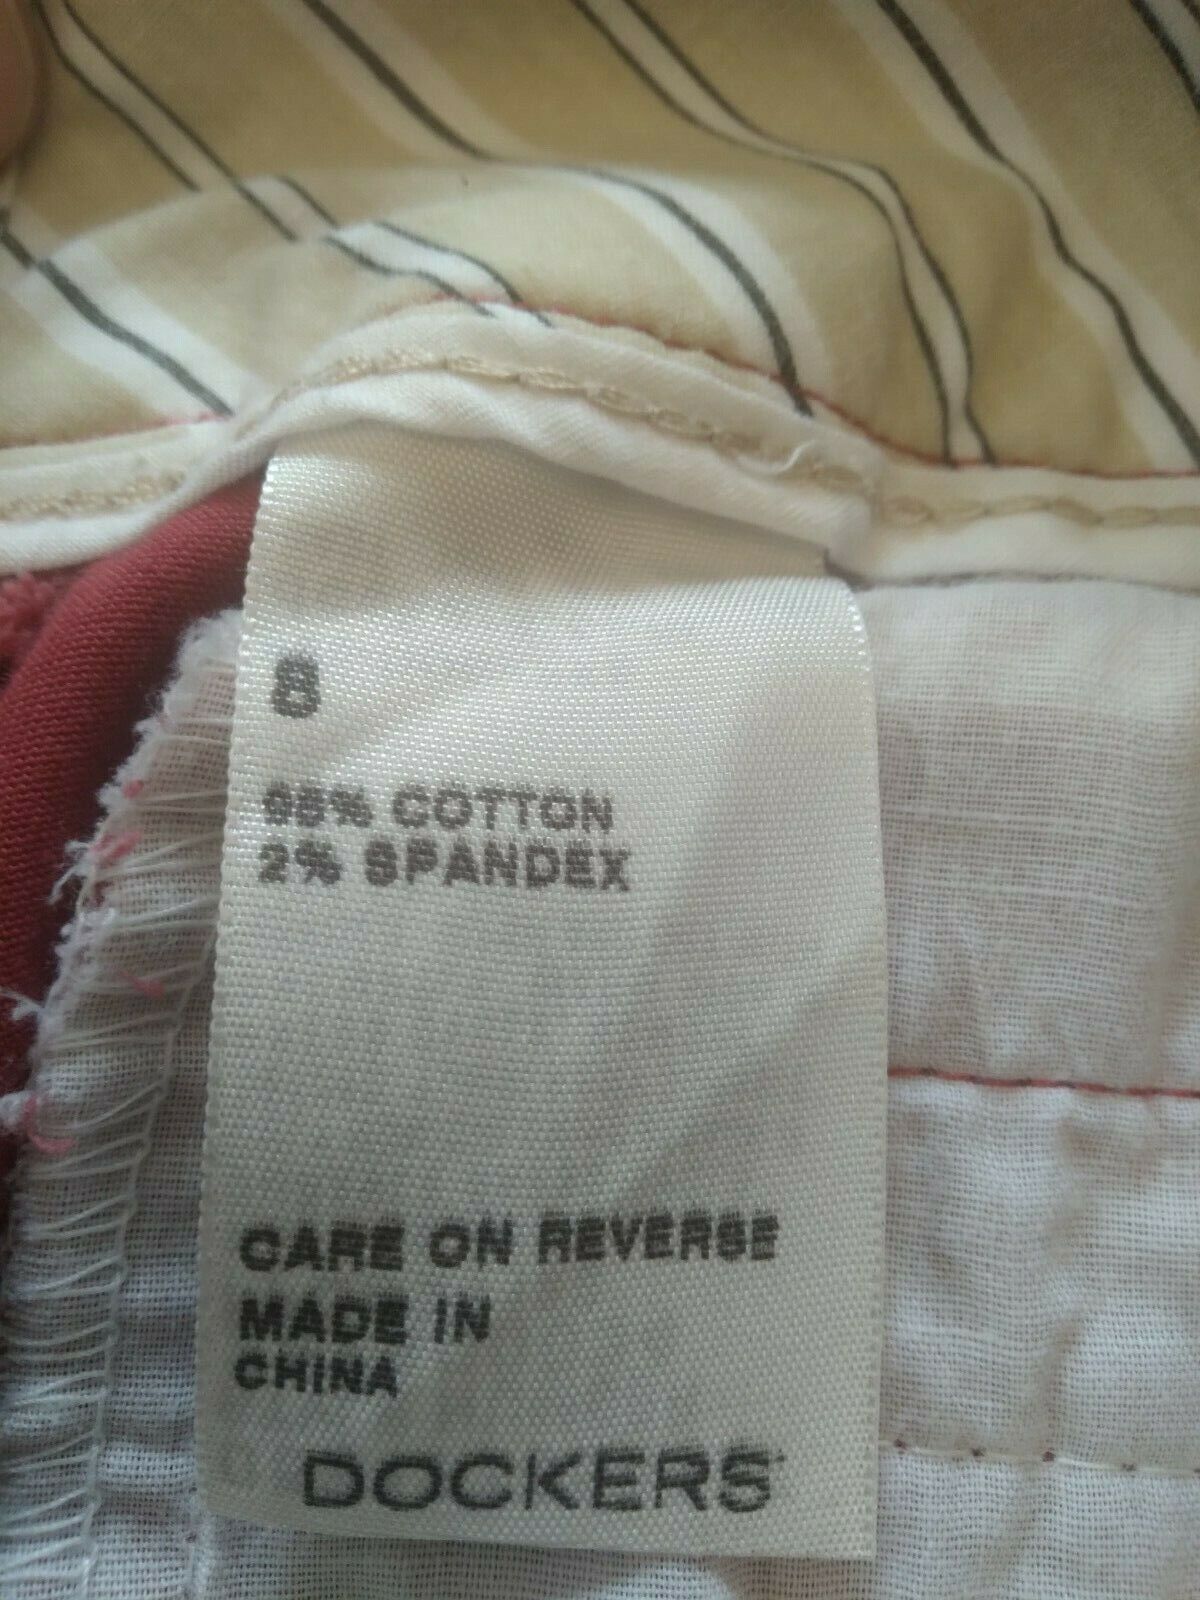 8
98% COTTON
2% SPANDEX
CARE ON REVERSE
MADE IN
CHINA
DOCKERS